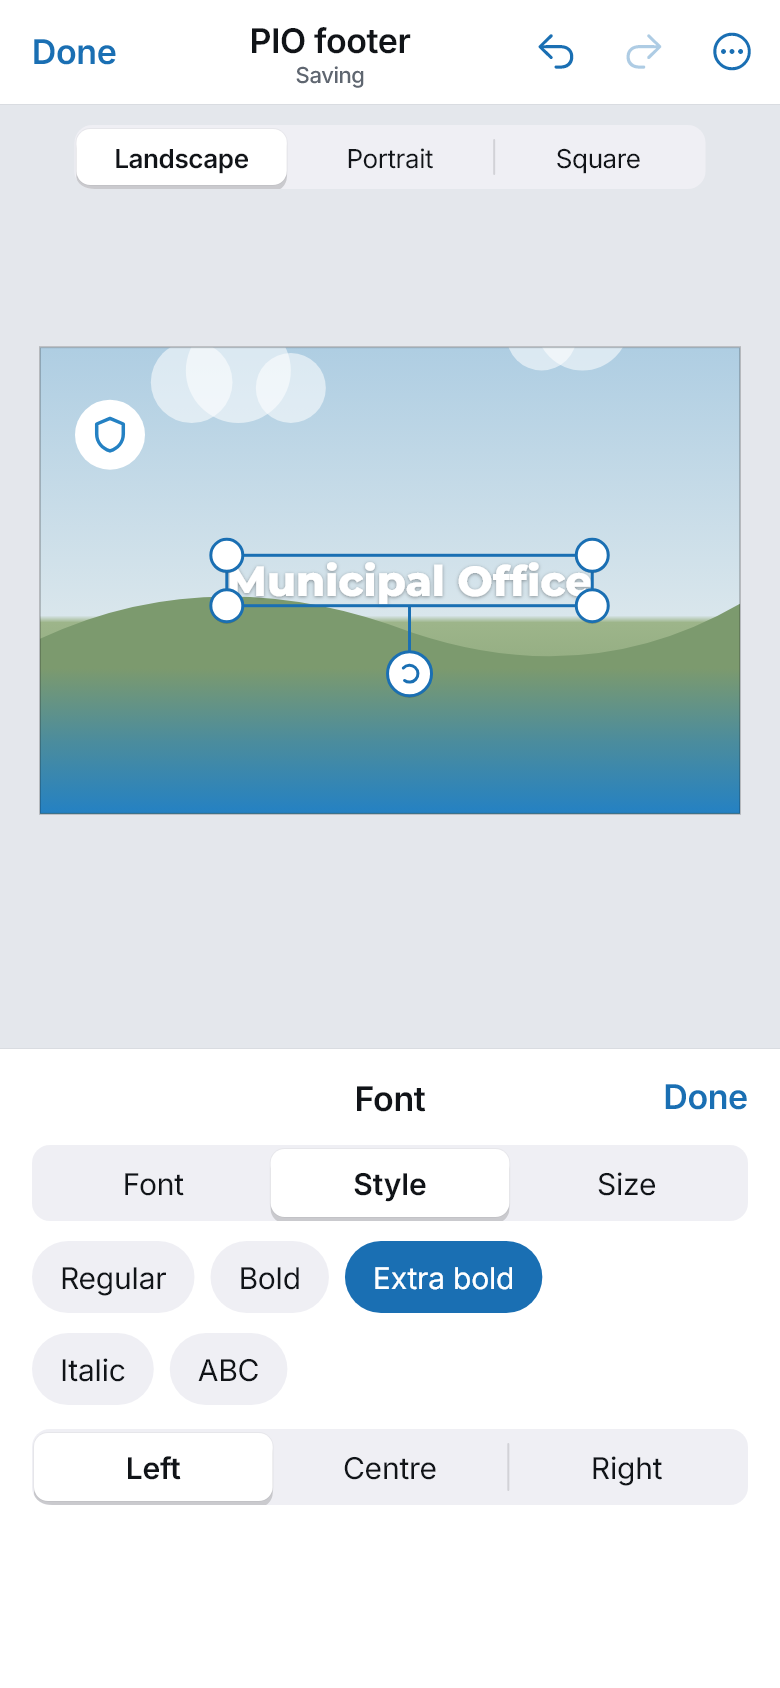 Done
PIO footer
Saving
Landscape
Portrait
Square
Municipal Office
Font
Done
Font
Style
Size
Regular
Bold
Extra bold
Italic
ABC
Left
Centre
Right